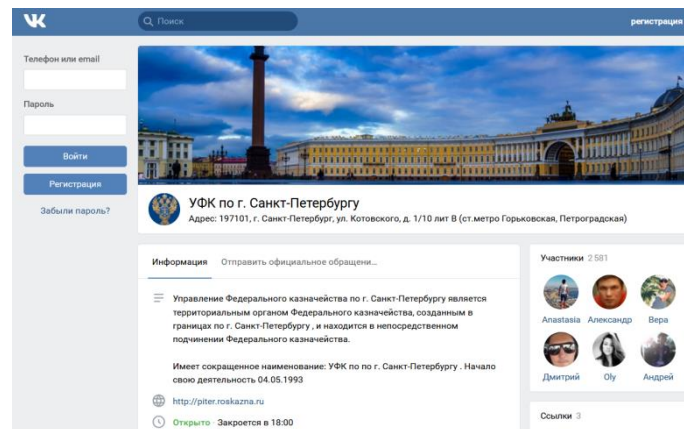 Поиск
регистрация
Телефон или email
Пароль
Войти
Регистрация
Забыли пароль?
УФК по г. Санкт-Петербургу
Адрес: 197101, г. Санкт-Петербург, ул. Котовского, д. 1/10 лит В (ст.метро Горьковская, Петроградская)
Информация
Отправить официальное обращени...
Управление Федерального казначейства по г. Санкт-Петербургу является
территориальным органом Федерального казначейства, созданным в
границах по г. Санкт-Петербургу , и находится в непосредственном
подчинении Федерального казначейства.
Имеет сокращенное наименование: УФК по по г. Санкт-Петербургу . Начало
свою деятельность 04.05.1993
http://piter.roskazna.ru
Открыто · Закроется в 18:00
Участники 2 581
Anastasia Александр Вера
Дмитрий Oly Андрей
Ссылки 3